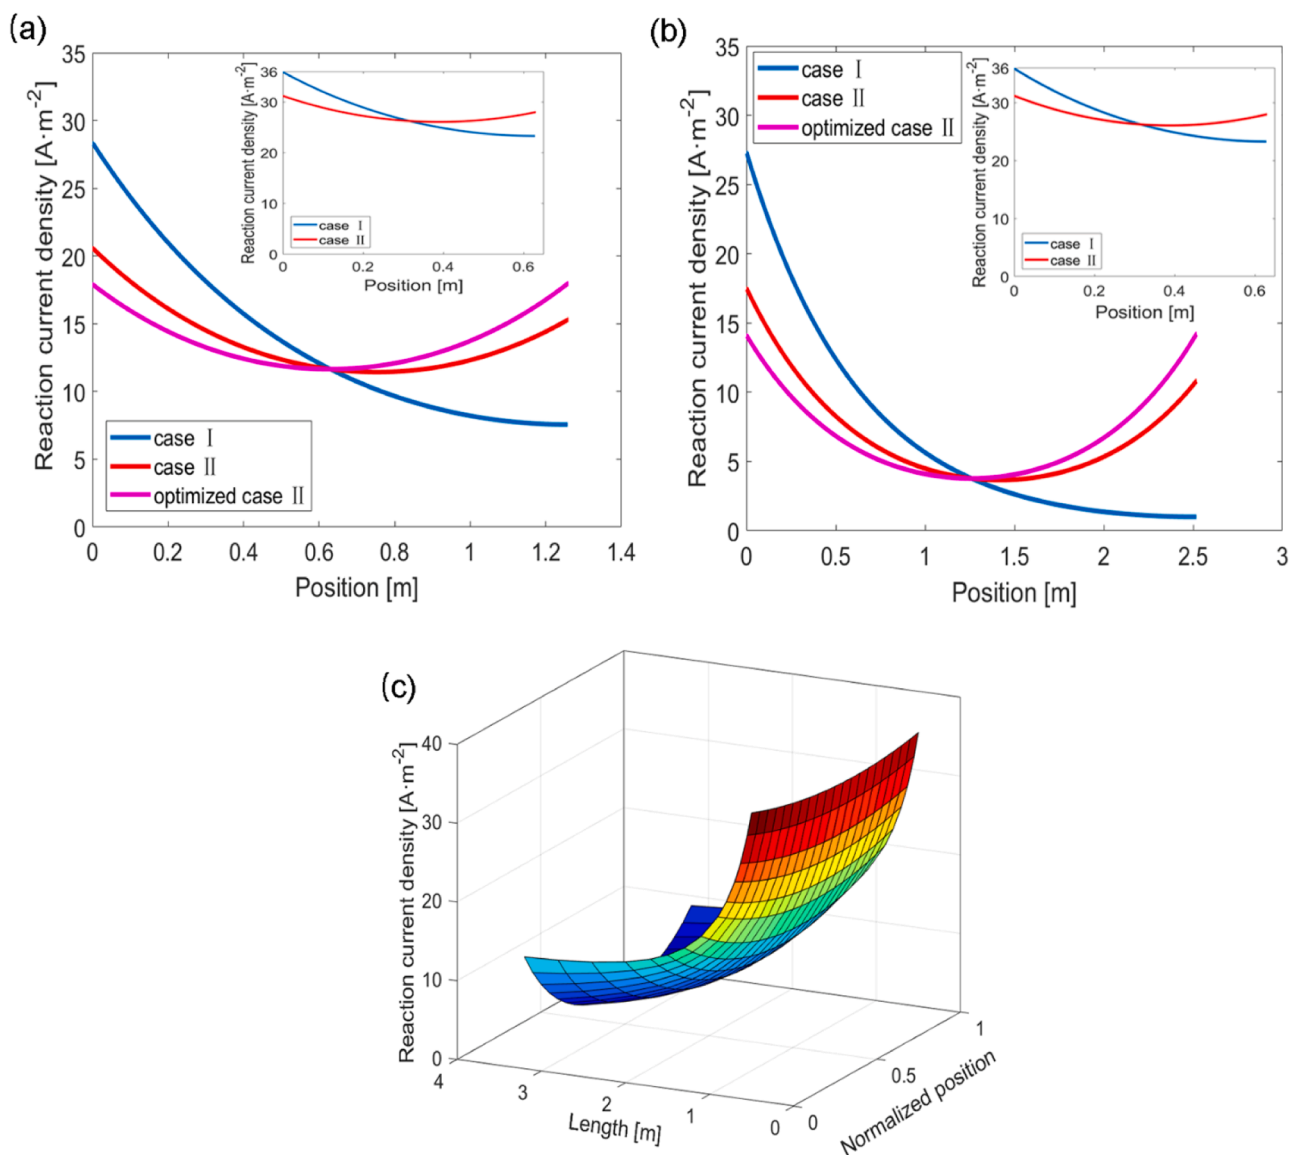 (a)
Reaction current density [A·m⁻²]
35
30
25
20
15
10
5
0
0 0.2 0.4 0.6 0.8 1 1.2 1.4
Position [m]
case Ⅰ
case Ⅱ
optimized case Ⅱ
Reaction current density [A·m⁻²]
36
30
20
10
0
0 0.2 0.4 0.6
Position [m]
case Ⅰ
case Ⅱ
(b)
Reaction current density [A·m⁻²]
35
30
25
20
15
10
5
0
0 0.5 1 1.5 2 2.5 3
Position [m]
case Ⅰ
case Ⅱ
optimized case Ⅱ
Reaction current density [A·m⁻²]
36
30
20
10
0
0 0.2 0.4 0.6
Position [m]
case Ⅰ
case Ⅱ
(c)
Reaction current density [A·m⁻²]
40
30
20
10
0
4 3 2 1 0
Length [m]
0 0.5 1
Normalized position